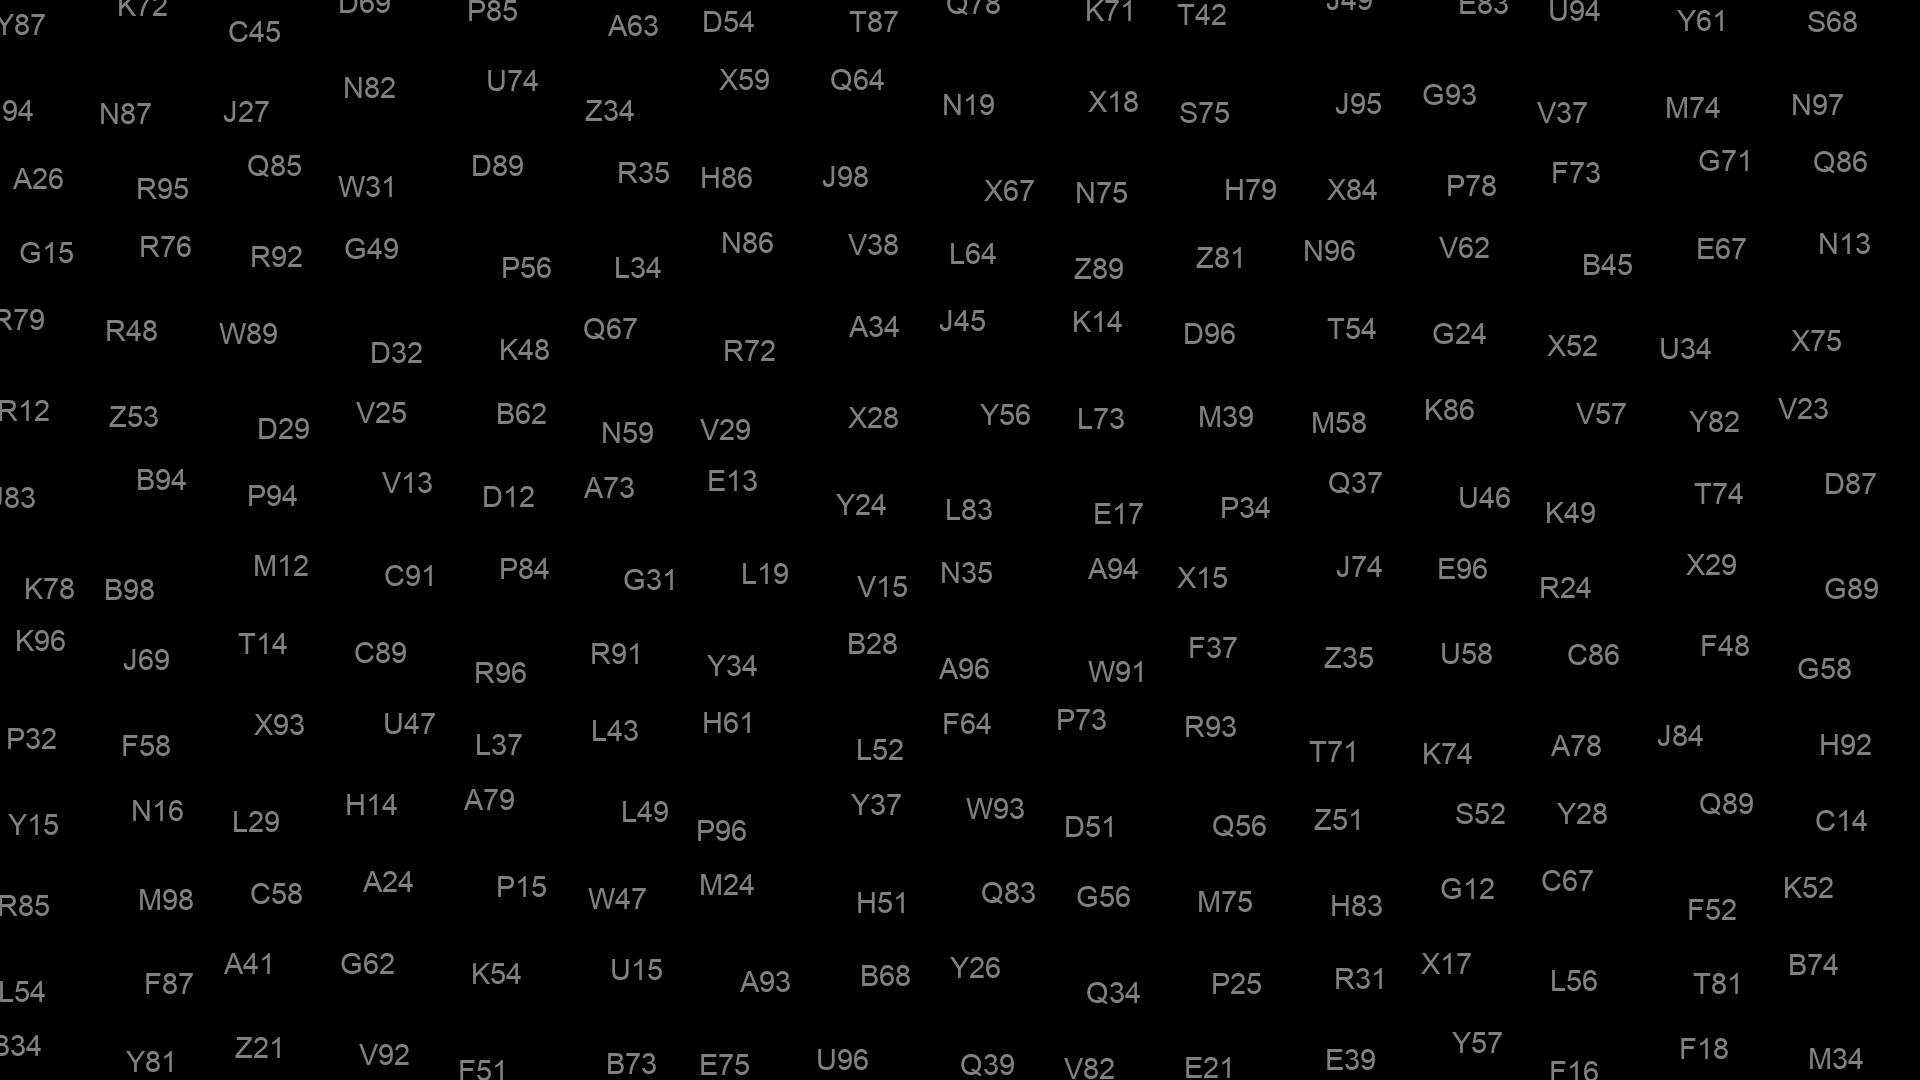 Y87 K72 C45 D69 P85 A63 D54 T87 Q78 K71 T42 J49 E83 U94 Y61 S68
94 N87 J27 N82 U74 Z34 X59 Q64 N19 X18 S75 J95 G93 V37 M74 N97
A26 R95 Q85 W31 D89 R35 H86 J98 X67 N75 H79 X84 P78 F73 G71 Q86
G15 R76 R92 G49 P56 L34 N86 V38 L64 Z89 Z81 N96 V62 B45 E67 N13
R79 R48 W89 D32 K48 Q67 R72 A34 J45 K14 D96 T54 G24 X52 U34 X75
R12 Z53 D29 V25 B62 N59 V29 X28 Y56 L73 M39 M58 K86 V57 Y82 V23
83 B94 P94 V13 D12 A73 E13 Y24 L83 E17 P34 Q37 U46 K49 T74 D87
K78 B98 M12 C91 P84 G31 L19 V15 N35 A94 X15 J74 E96 R24 X29 G89
K96 J69 T14 C89 R96 R91 Y34 B28 A96 W91 F37 Z35 U58 C86 F48 G58
P32 F58 X93 U47 L37 L43 H61 L52 F64 P73 R93 T71 K74 A78 J84 H92
Y15 N16 L29 H14 A79 L49 P96 Y37 W93 D51 Q56 Z51 S52 Y28 Q89 C14
R85 M98 C58 A24 P15 W47 M24 H51 Q83 G56 M75 H83 G12 C67 F52 K52
L54 F87 A41 G62 K54 U15 A93 B68 Y26 Q34 P25 R31 X17 L56 T81 B74
B34 Y81 Z21 V92 F51 B73 E75 U96 Q39 V82 E21 E39 Y57 F16 F18 M34